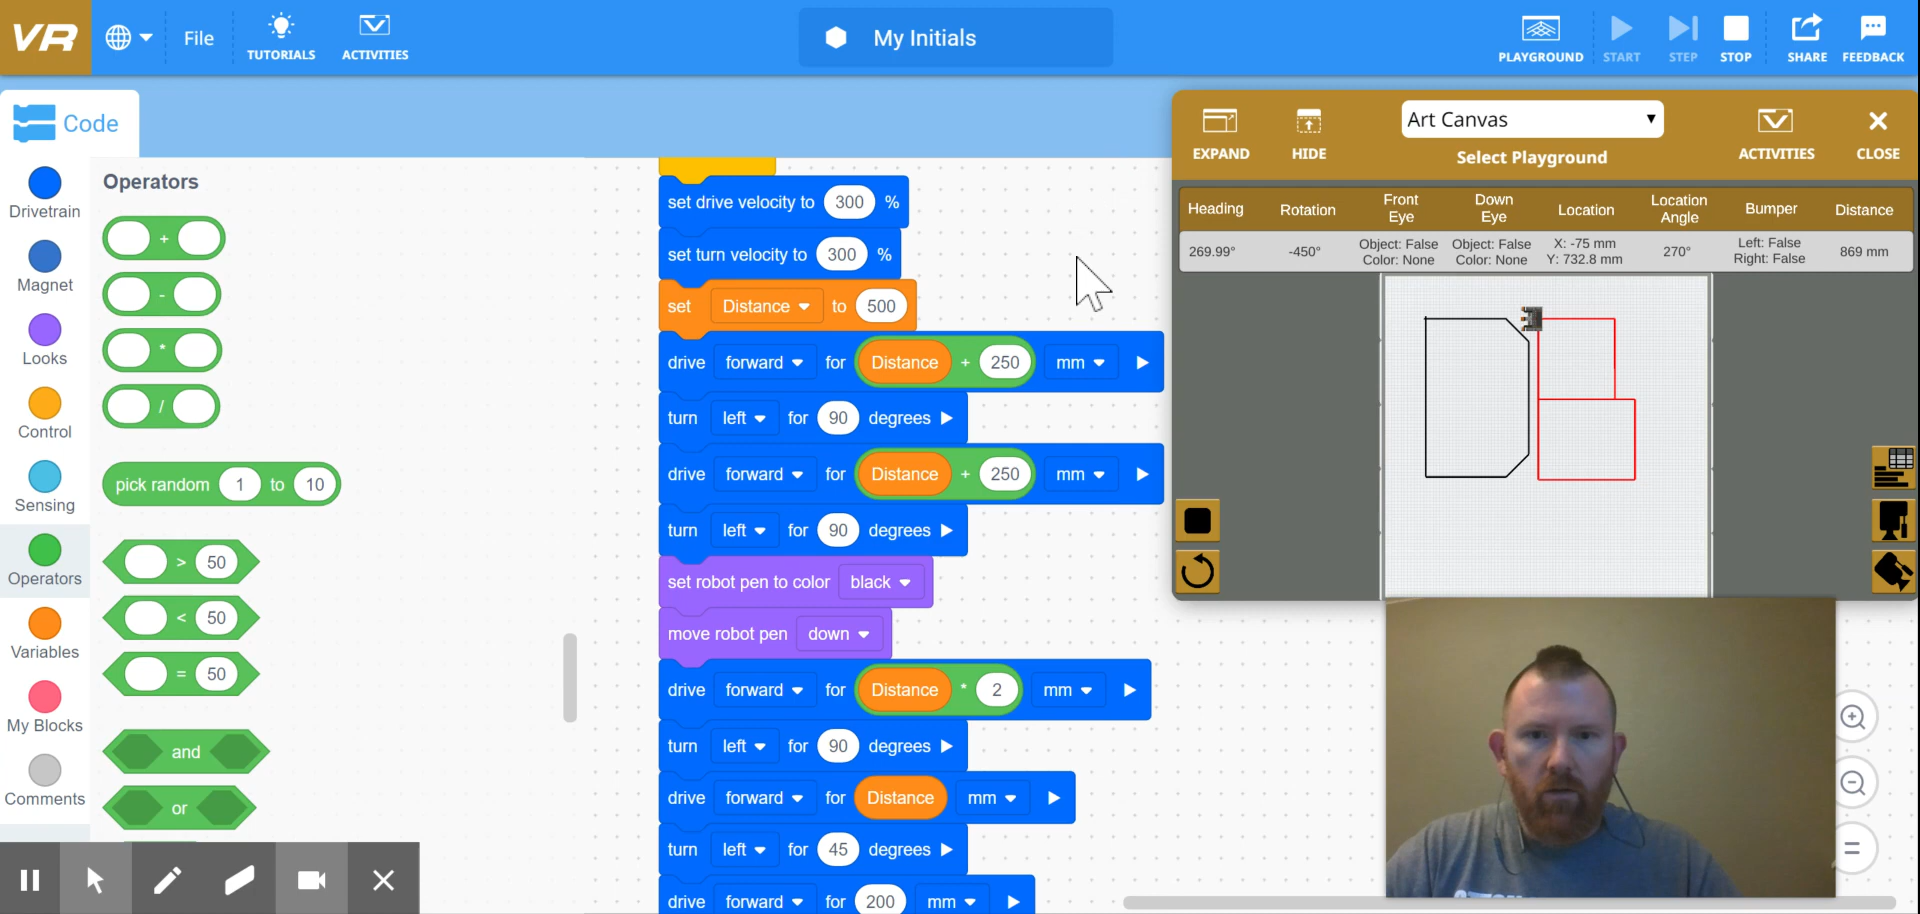 VR
File
TUTORIALS
ACTIVITIES
My Initials
PLAYGROUND
START
STEP
STOP
SHARE
FEEDBACK
Code
Drivetrain
Magnet
Looks
Control
Sensing
Operators
Variables
My Blocks
Comments
Operators
+
-
*
/
pick random 1 to 10
> 50
< 50
= 50
and
or
set drive velocity to 300 %
set turn velocity to 300 %
set Distance to 500
drive forward for Distance + 250 mm
turn left for 90 degrees
drive forward for Distance + 250 mm
turn left for 90 degrees
set robot pen to color black
move robot pen down
drive forward for Distance * 2 mm
turn left for 90 degrees
drive forward for Distance mm
turn left for 45 degrees
drive forward for 200 mm
EXPAND
HIDE
Art Canvas
Select Playground
ACTIVITIES
CLOSE
Heading Rotation Front Eye Down Eye Location Location Angle Bumper Distance
269.99° -450° Object: False Color: None Object: False Color: None X: -75 mm Y: 732.8 mm 270° Left: False Right: False 869 mm